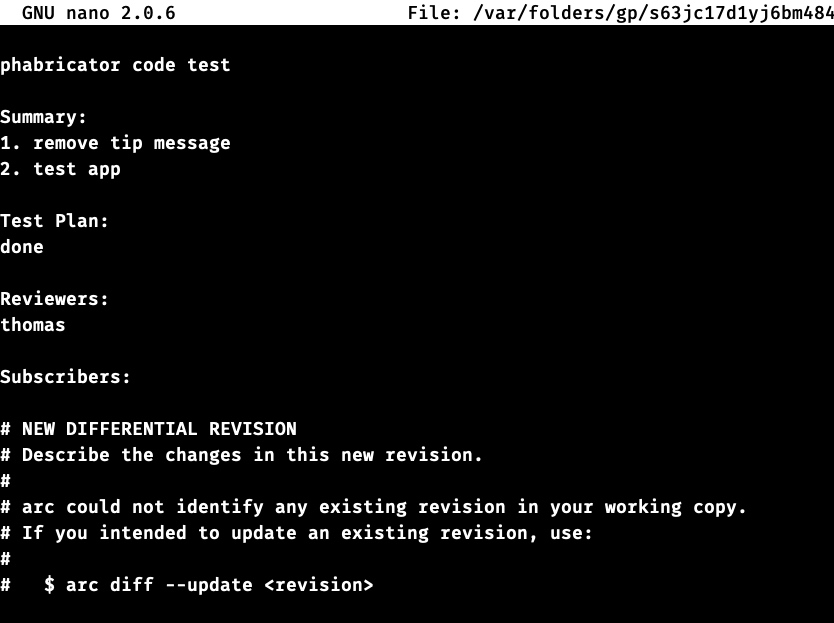 GNU nano 2.0.6 File: /var/folders/gp/s63jc17d1yj6bm484
phabricator code test
Summary:
1. remove tip message
2. test app
Test Plan:
done
Reviewers:
thomas
Subscribers:
# NEW DIFFERENTIAL REVISION
# Describe the changes in this new revision.
#
# arc could not identify any existing revision in your working copy.
# If you intended to update an existing revision, use:
#
#   $ arc diff --update <revision>